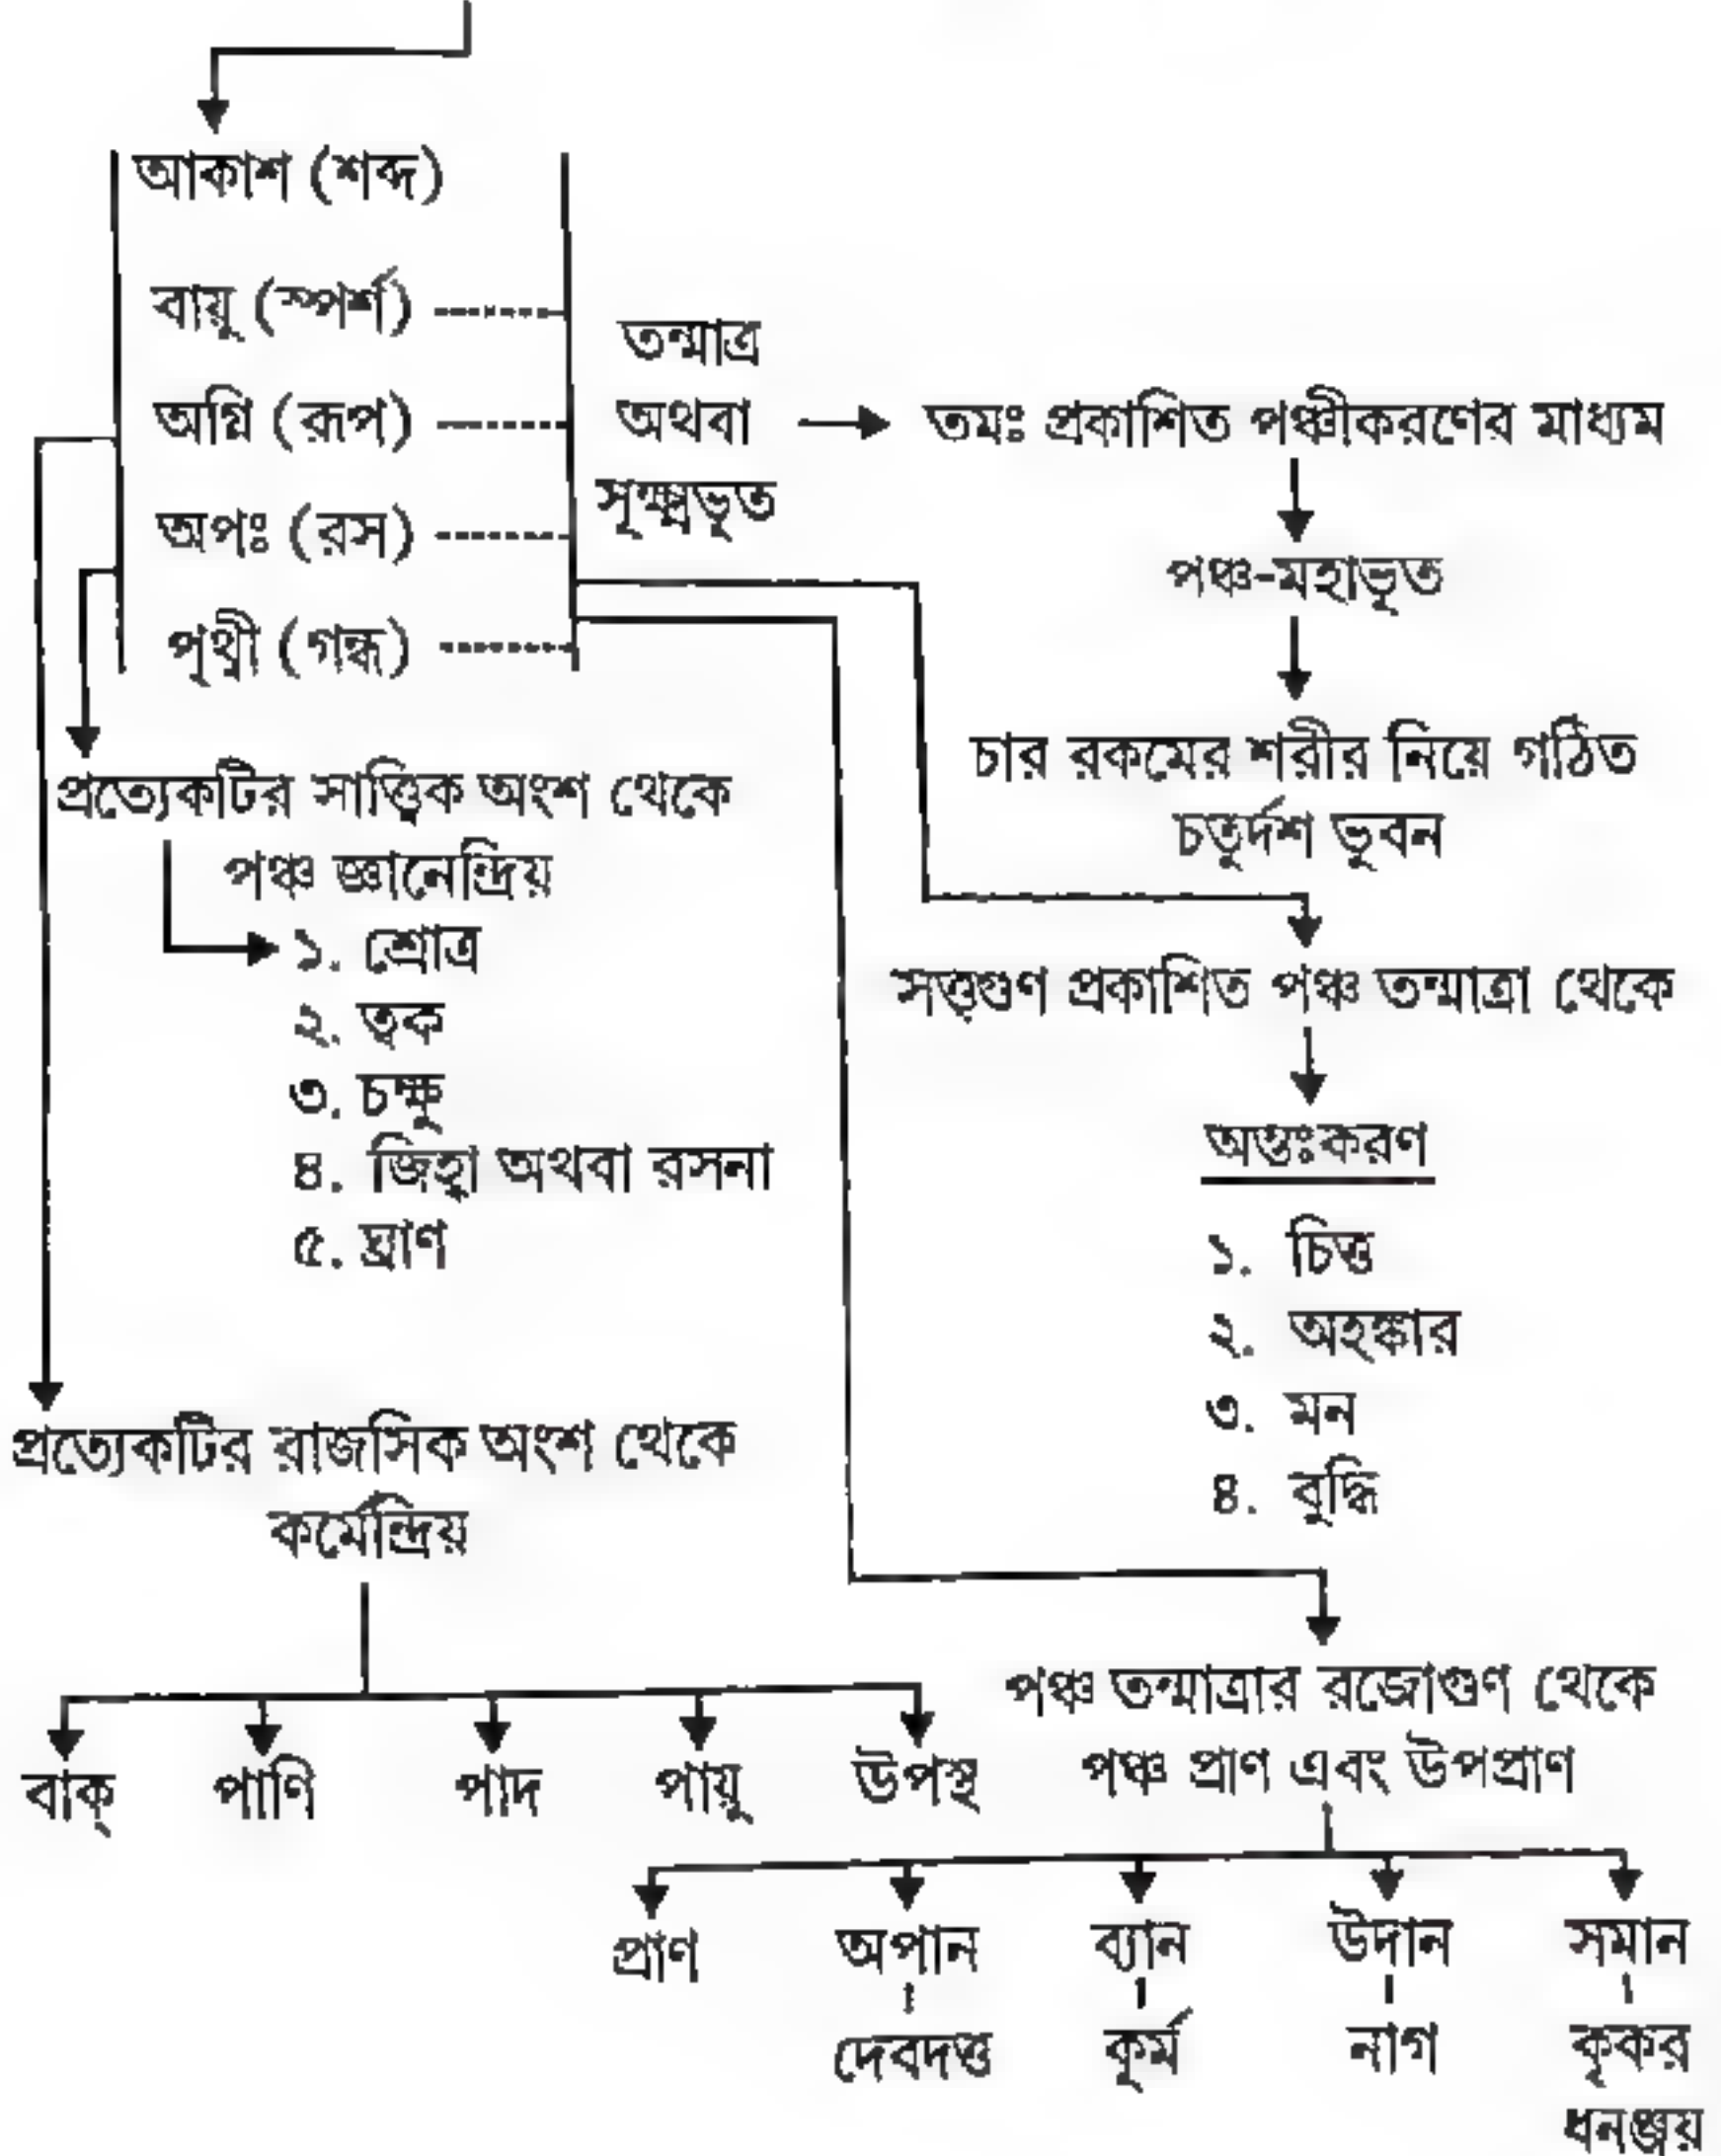 আকাশ (শব্দ)
বায়ু (স্পর্শ)
অগ্নি (রূপ)
অপঃ (রস)
পৃথ্বী (গন্ধ)
তন্মাত্র
অথবা
সূক্ষ্মভূত
তমঃ প্রকাশিত পঞ্চীকরণের মাধ্যম
পঞ্চ-মহাভূত
চার রকমের শরীর নিয়ে গঠিত
চতুর্দশ ভূবন
প্রত্যেকটির সাত্ত্বিক অংশ থেকে
পঞ্চ জ্ঞানেন্দ্রিয়
১. শ্রোত্র
২. ত্বক
৩. চক্ষু
৪. জিহ্বা অথবা রসনা
৫. ঘ্রাণ
সত্ত্বগুণ প্রকাশিত পঞ্চ তন্মাত্রা থেকে
অন্তঃকরণ
১. চিত্ত
২. অহঙ্কার
৩. মন
৪. বুদ্ধি
প্রত্যেকটির রাজসিক অংশ থেকে
কর্মেন্দ্রিয়
বাক্ পাণি পাদ পায়ু উপস্থ
পঞ্চ তন্মাত্রার রজোগুণ থেকে
পঞ্চ প্রাণ এবং উপপ্রাণ
প্রাণ অপান ব্যান উদান সমান
দেবদত্ত কূর্ম নাগ কৃকর
ধনঞ্জয়